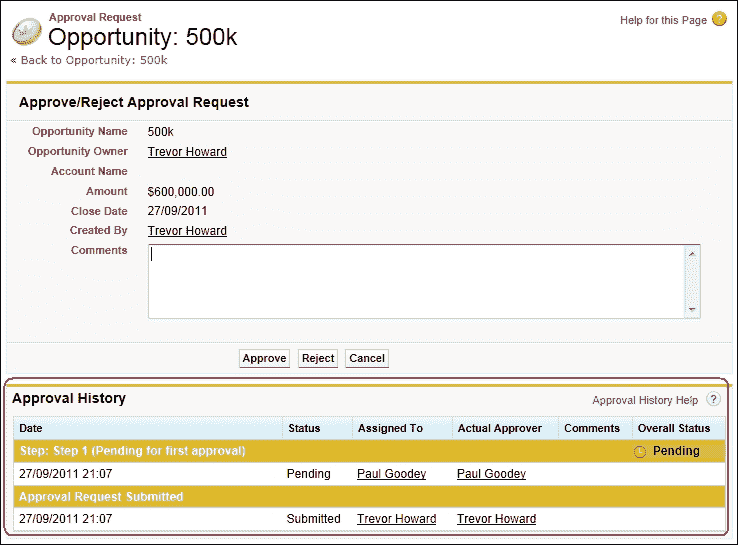 Approval Request
Opportunity: 500k
Help for this Page ?
« Back to Opportunity: 500k
Approve/Reject Approval Request
Opportunity Name 500k
Opportunity Owner Trevor Howard
Account Name
Amount $600,000.00
Close Date 27/09/2011
Created By Trevor Howard
Comments
Approve Reject Cancel
Approval History
Approval History Help ?
Date Status Assigned To Actual Approver Comments Overall Status
Step: Step 1 (Pending for first approval) Pending
27/09/2011 21:07 Pending Paul Goodey Paul Goodey
Approval Request Submitted
27/09/2011 21:07 Submitted Trevor Howard Trevor Howard